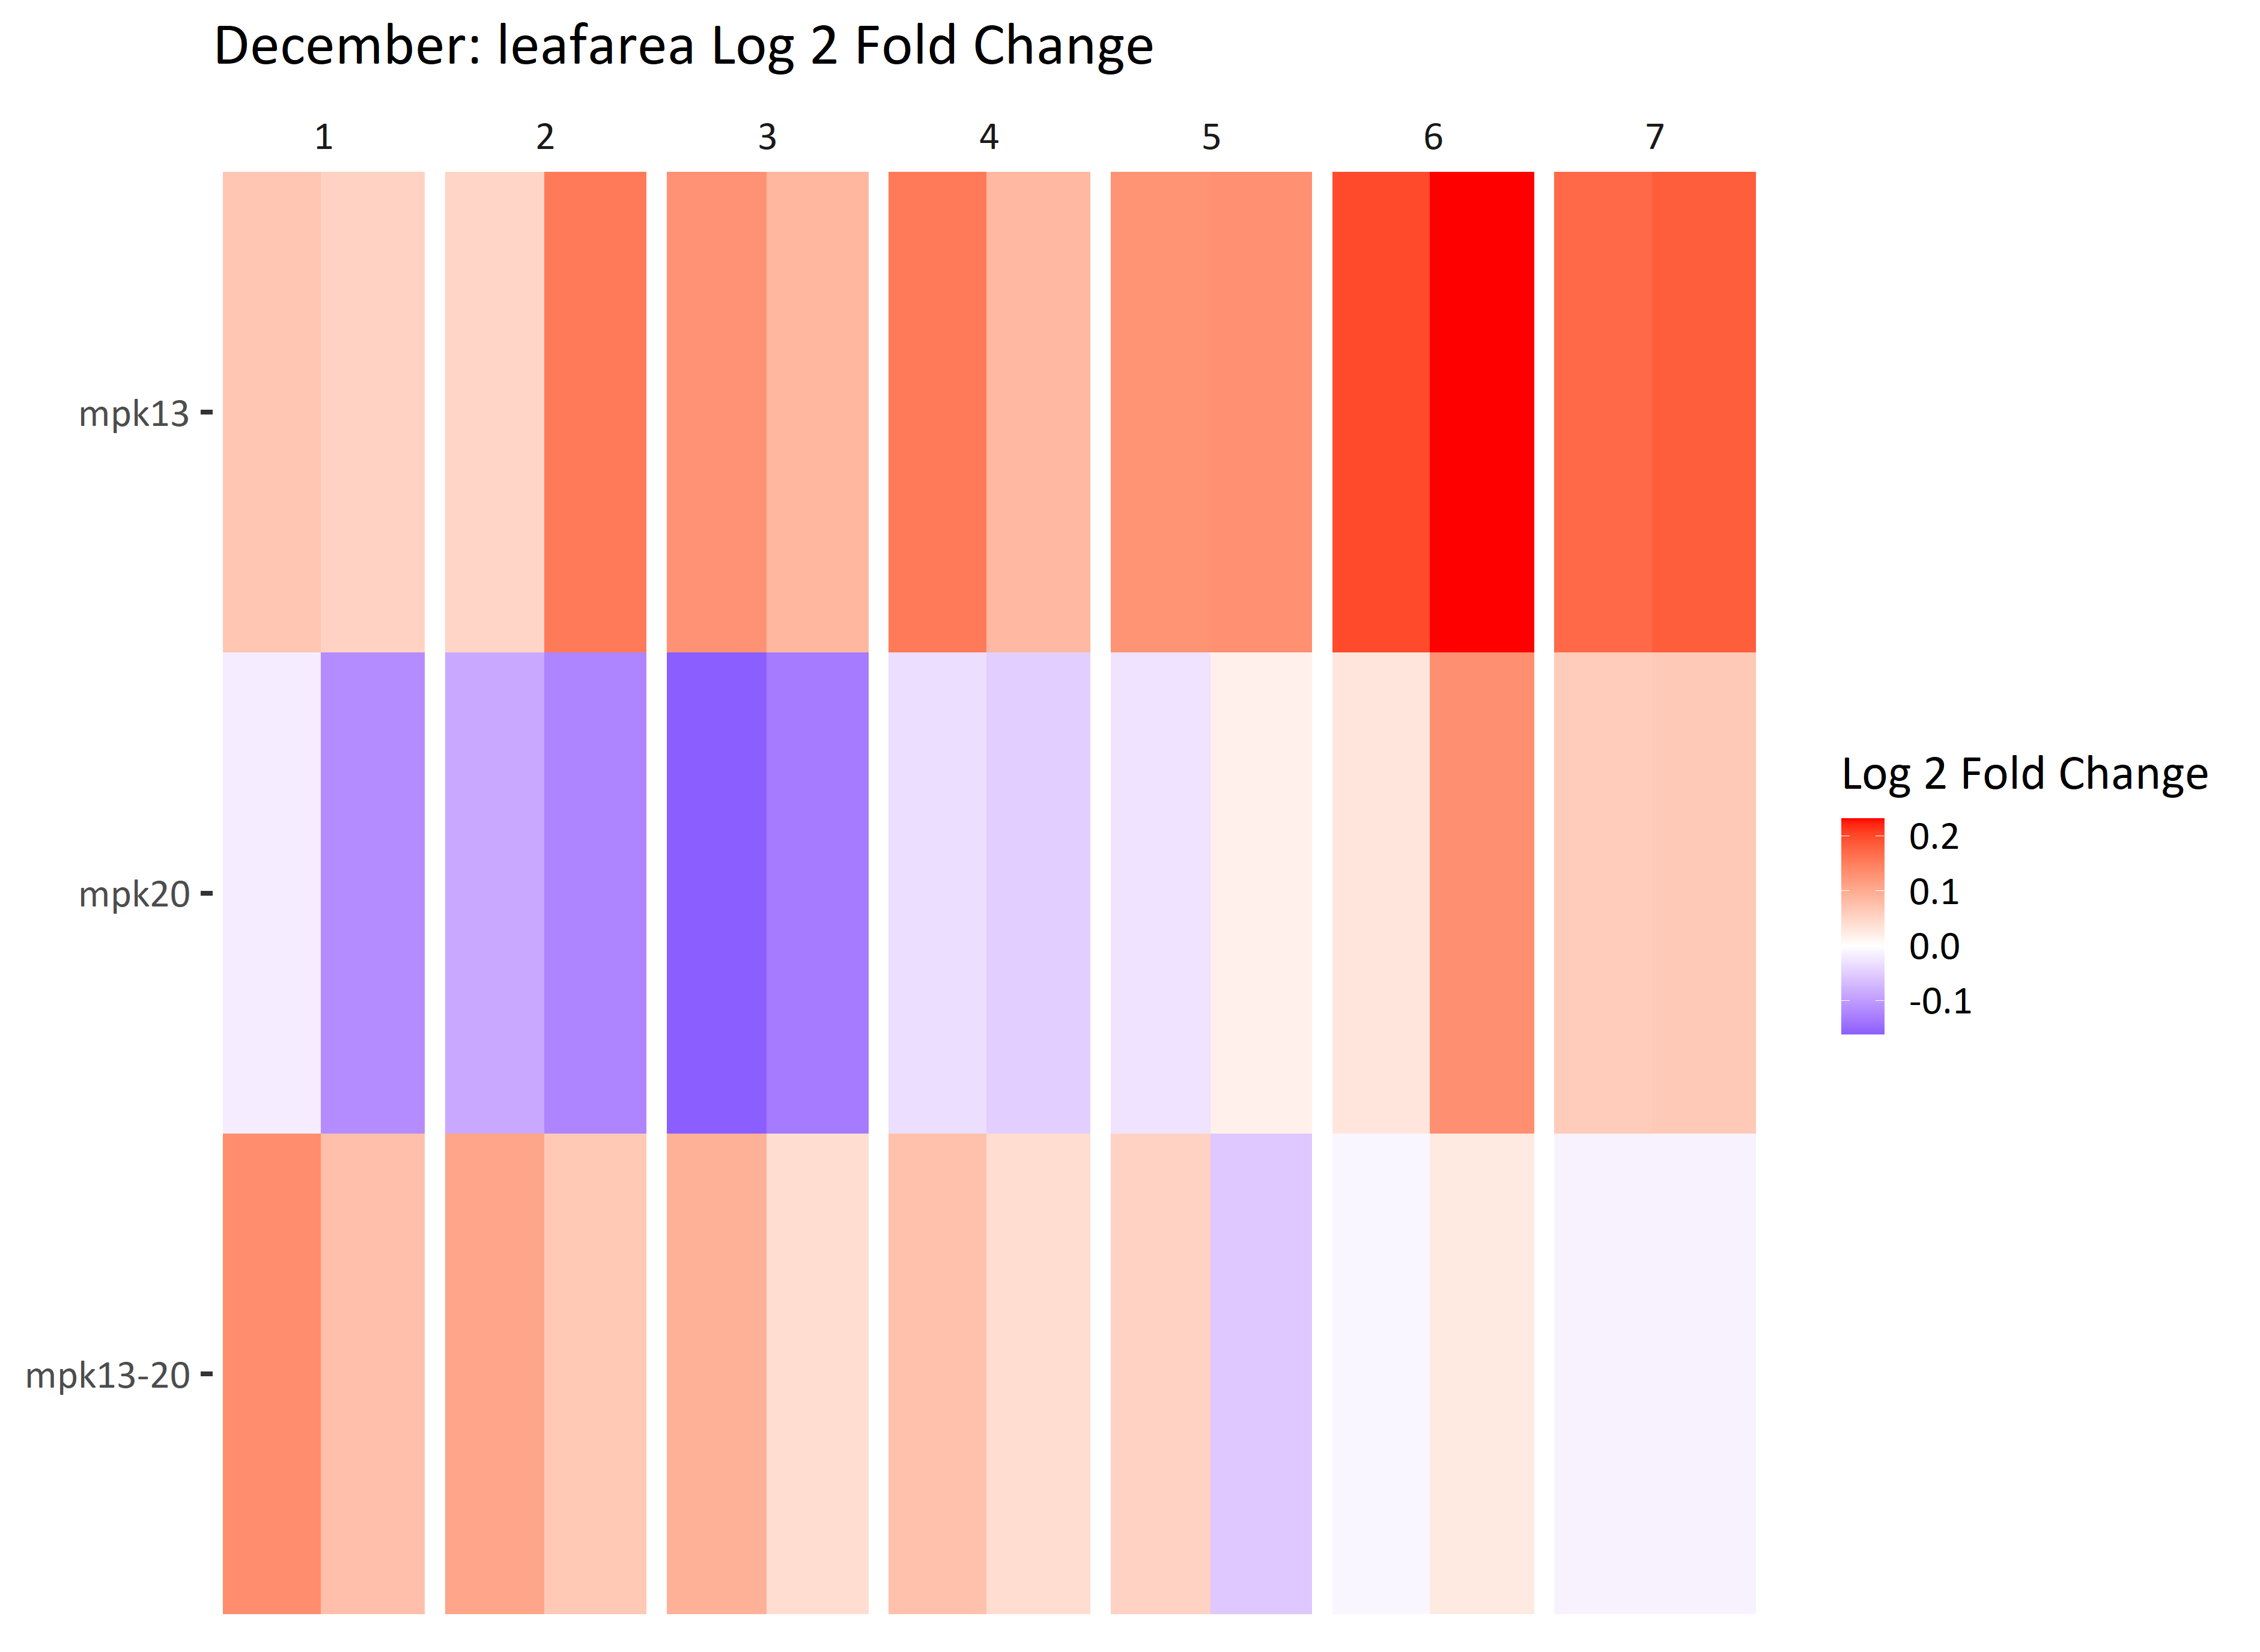 December: leafarea Log 2 Fold Change
1 2 3 4 5 6 7
mpk13
mpk20
mpk13-20
Log 2 Fold Change
0.2
0.1
0.0
-0.1